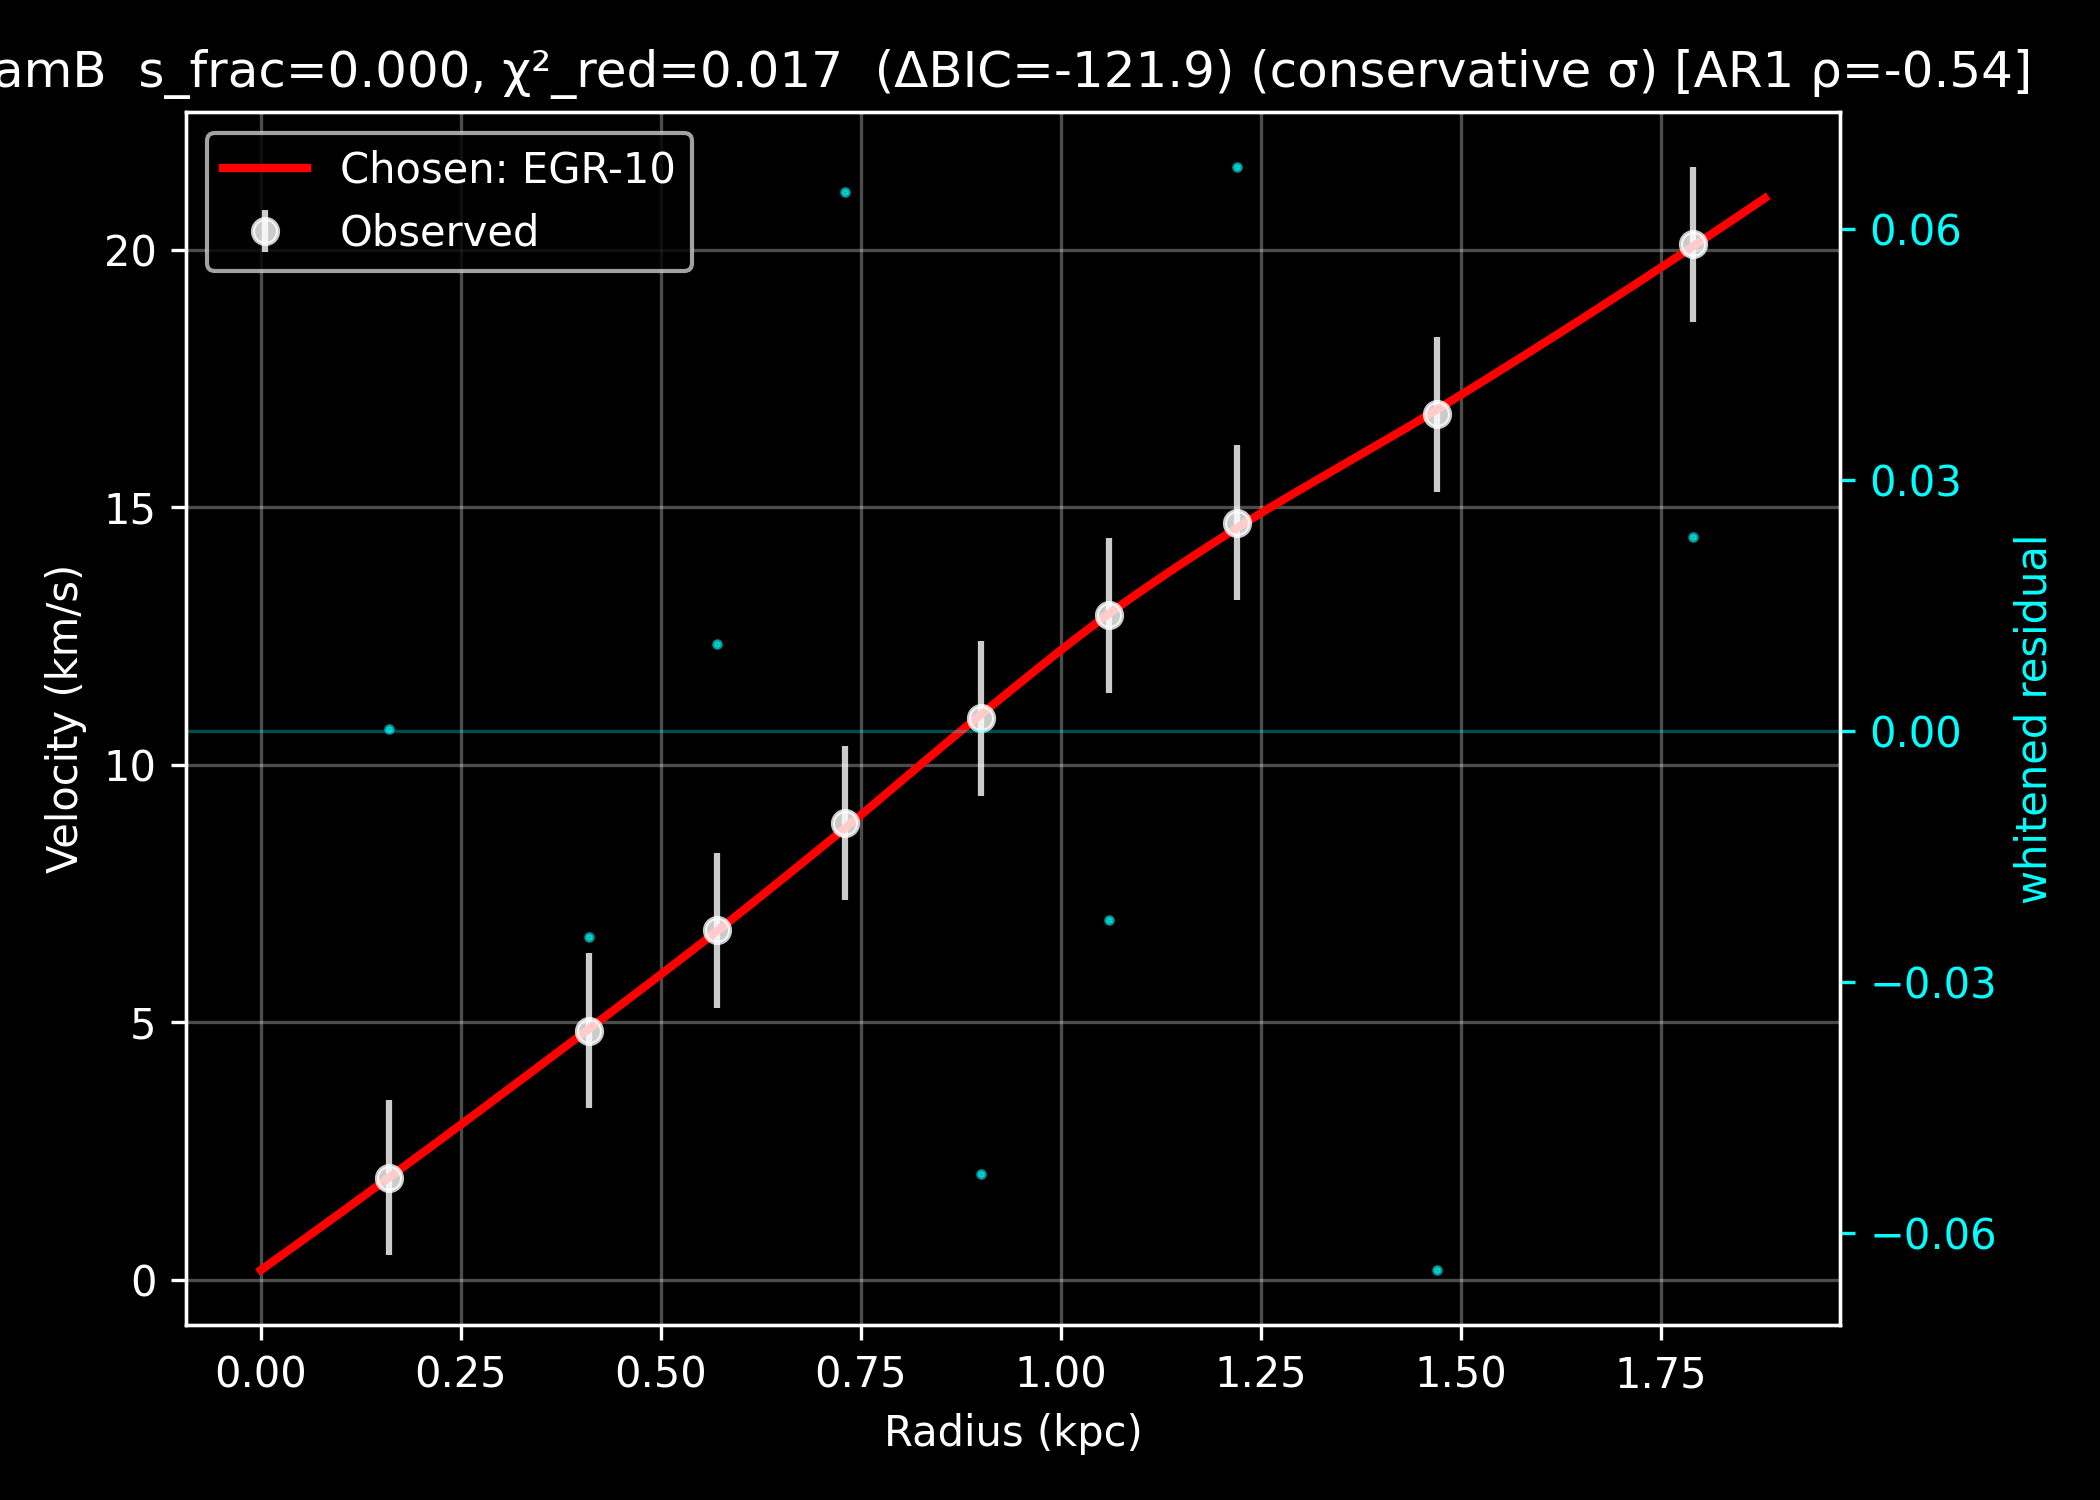 amB s_frac=0.000, χ²_red=0.017 (ΔBIC=-121.9) (conservative σ) [AR1 ρ=-0.54]
Chosen: EGR-10
Observed
Velocity (km/s)
20
15
10
5
0
0.06
0.03
0.00
−0.03
−0.06
whitened residual
0.00 0.25 0.50 0.75 1.00 1.25 1.50 1.75
Radius (kpc)